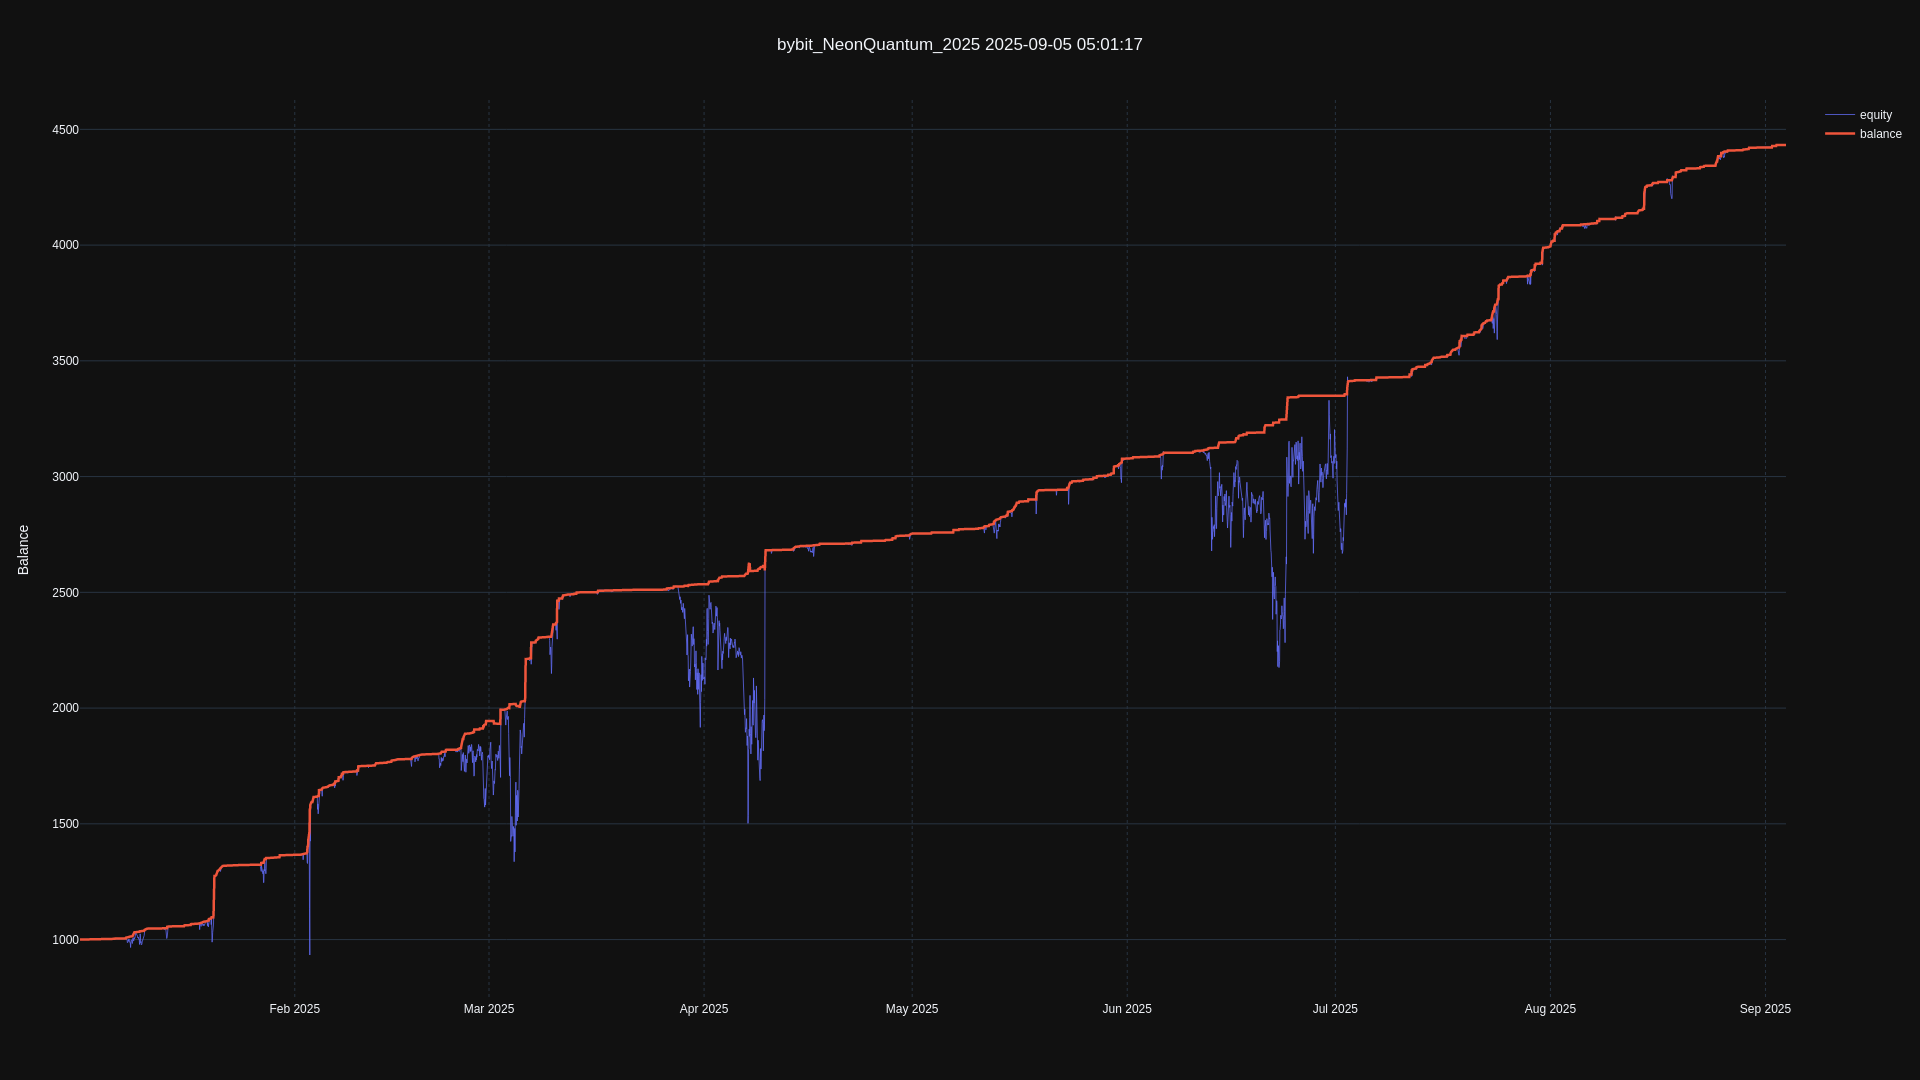 bybit_NeonQuantum_2025 2025-09-05 05:01:17
equity
balance
4500
4000
3500
3000
2500
2000
1500
1000
Balance
Feb 2025
Mar 2025
Apr 2025
May 2025
Jun 2025
Jul 2025
Aug 2025
Sep 2025